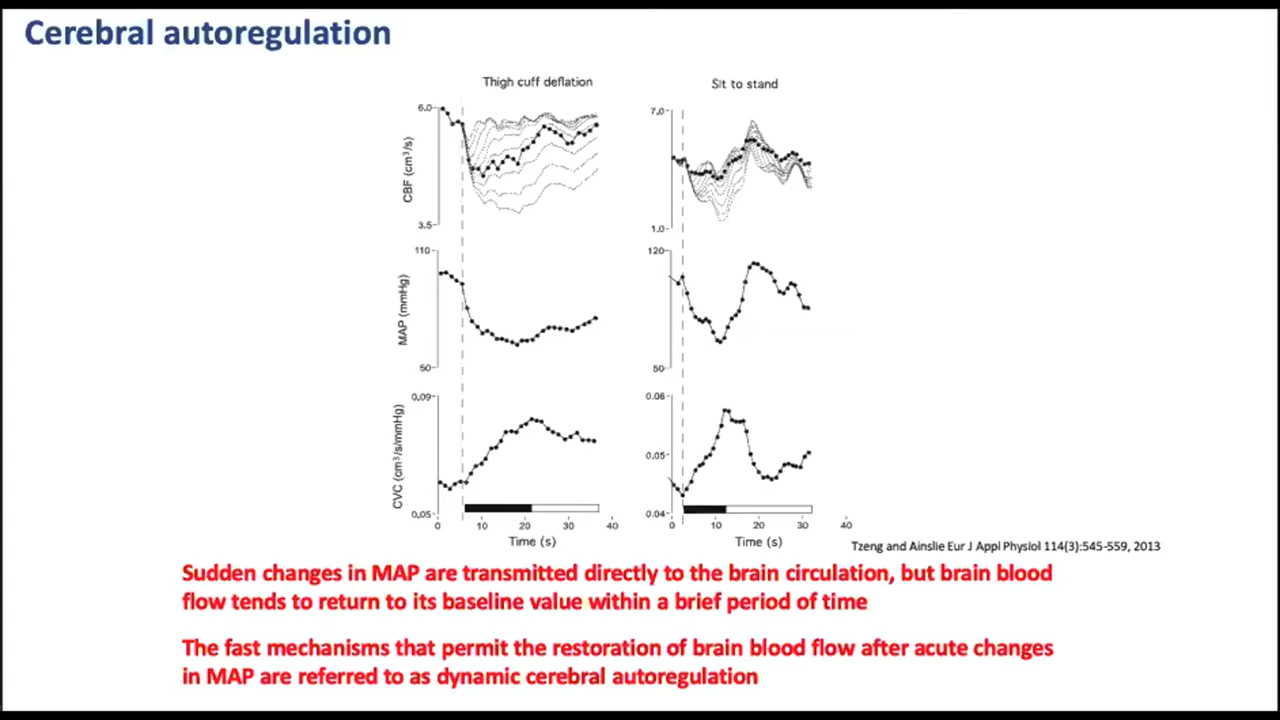 Cerebral autoregulation
Thigh cuff deflation
Sit to stand
6.0
CBF (cm³/s)
3.5
7.0
1.0
110
MAP (mmHg)
50
120
50
0.09
CVC (cm³/s/mmHg)
0.05
0.06
0.05
0.04
0 10 20 30 40
Time (s)
0 10 20 30 40
Time (s)
Tzeng and Ainslie Eur J Appl Physiol 114(3):545-559, 2013
Sudden changes in MAP are transmitted directly to the brain circulation, but brain blood
flow tends to return to its baseline value within a brief period of time
The fast mechanisms that permit the restoration of brain blood flow after acute changes
in MAP are referred to as dynamic cerebral autoregulation